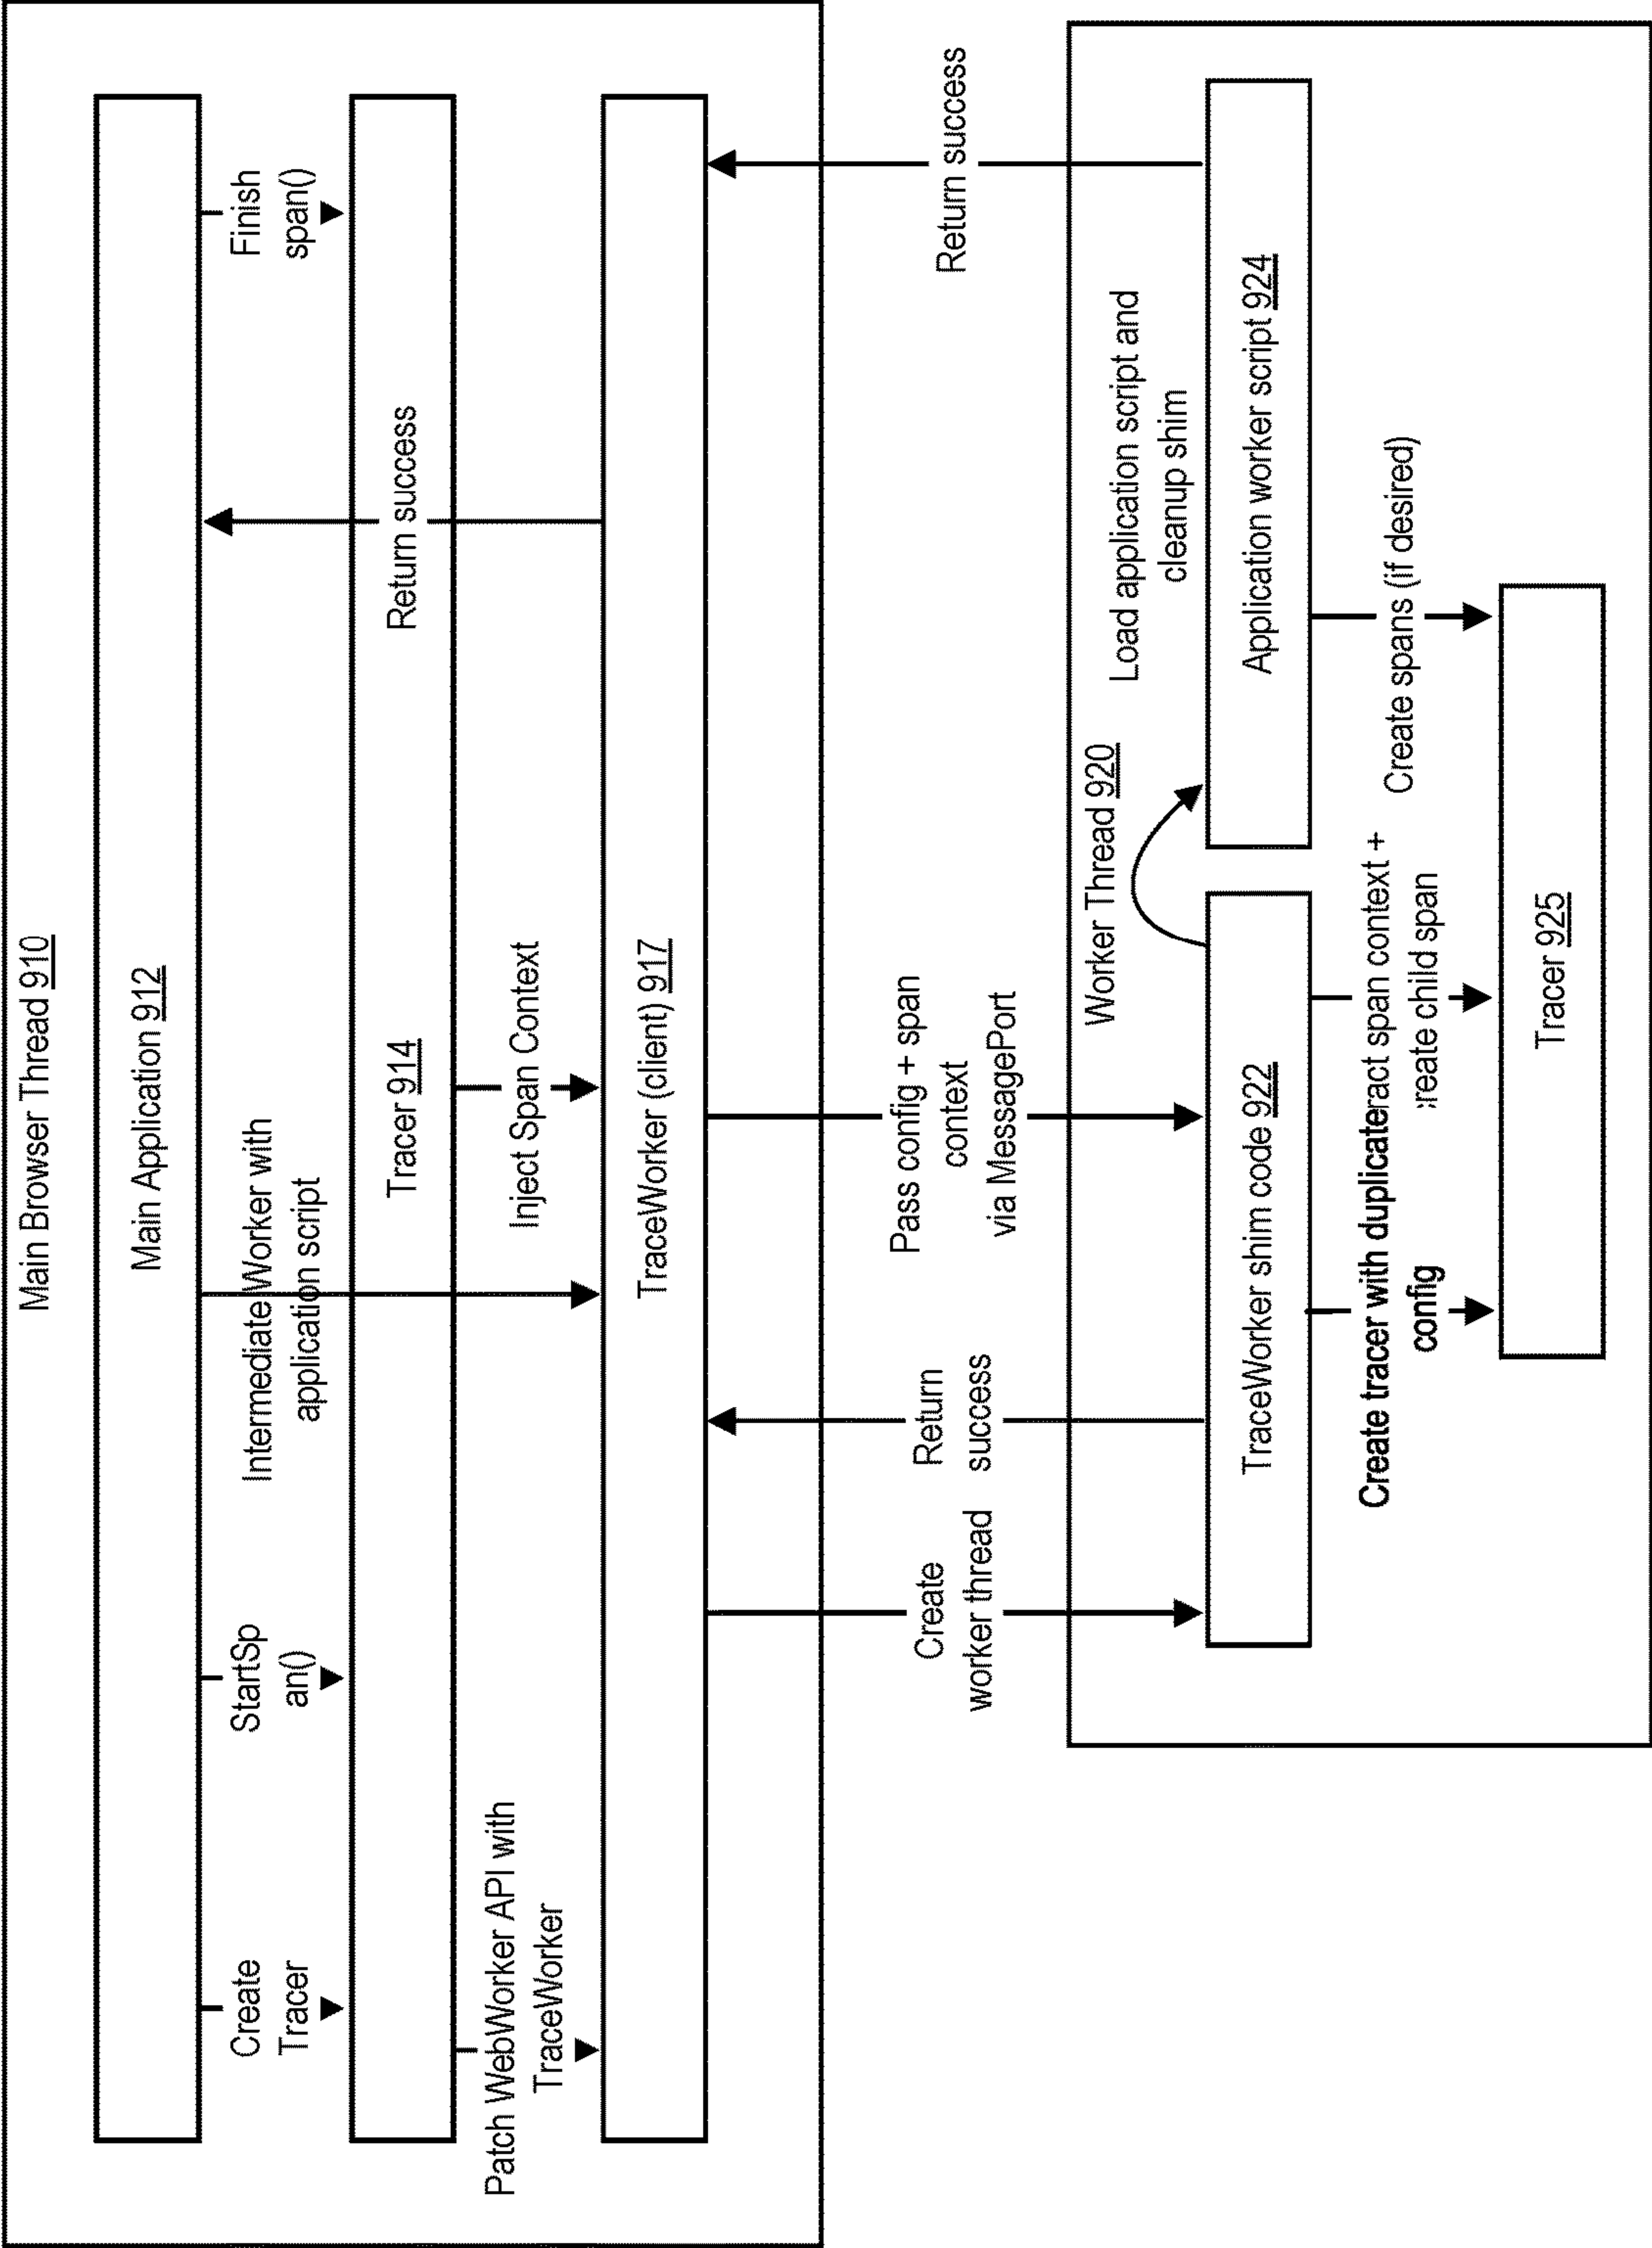 Main Browser Thread 910
Main Application 912
Create
Tracer
StartSp
an()
Intermediate Worker with
application script
Finish
span()
Tracer 914
Return success
Patch WebWorker API with
TraceWorker
Inject Span Context
TraceWorker (client) 917
Create
worker thread
Return
success
Pass config + span
context
via MessagePort
Return success
Worker Thread 920
Load application script and
cleanup shim
TraceWorker shim code 922
Application worker script 924
Create tracer with duplicate
config
ract span context +
reate child span
Create spans (if desired)
Tracer 925